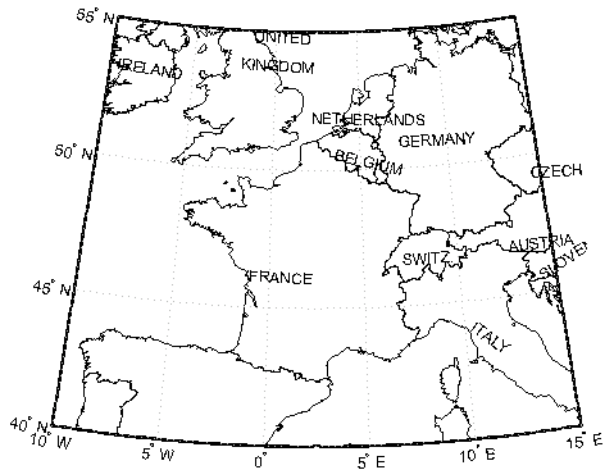 55° N
UNITED
KINGDOM
IRELAND
NETHERLANDS
GERMANY
50° N
BELGIUM
CZECH
AUSTRIA
SWITZ
SLOVEN
FRANCE
45° N
ITALY
40° N
10° W
5° W
0°
5° E
10° E
15° E